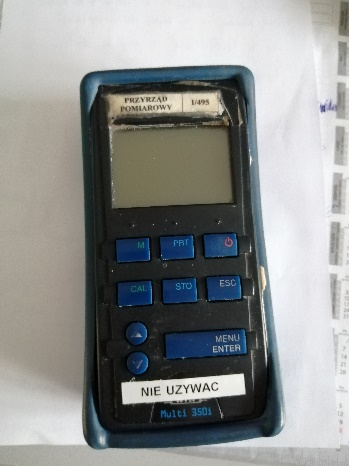 PRZYRZĄD
POMIAROWY
I/495
M
PRT
CAL
STO
ESC
MENU
ENTER
NIE UZYWAC
Multi 350i